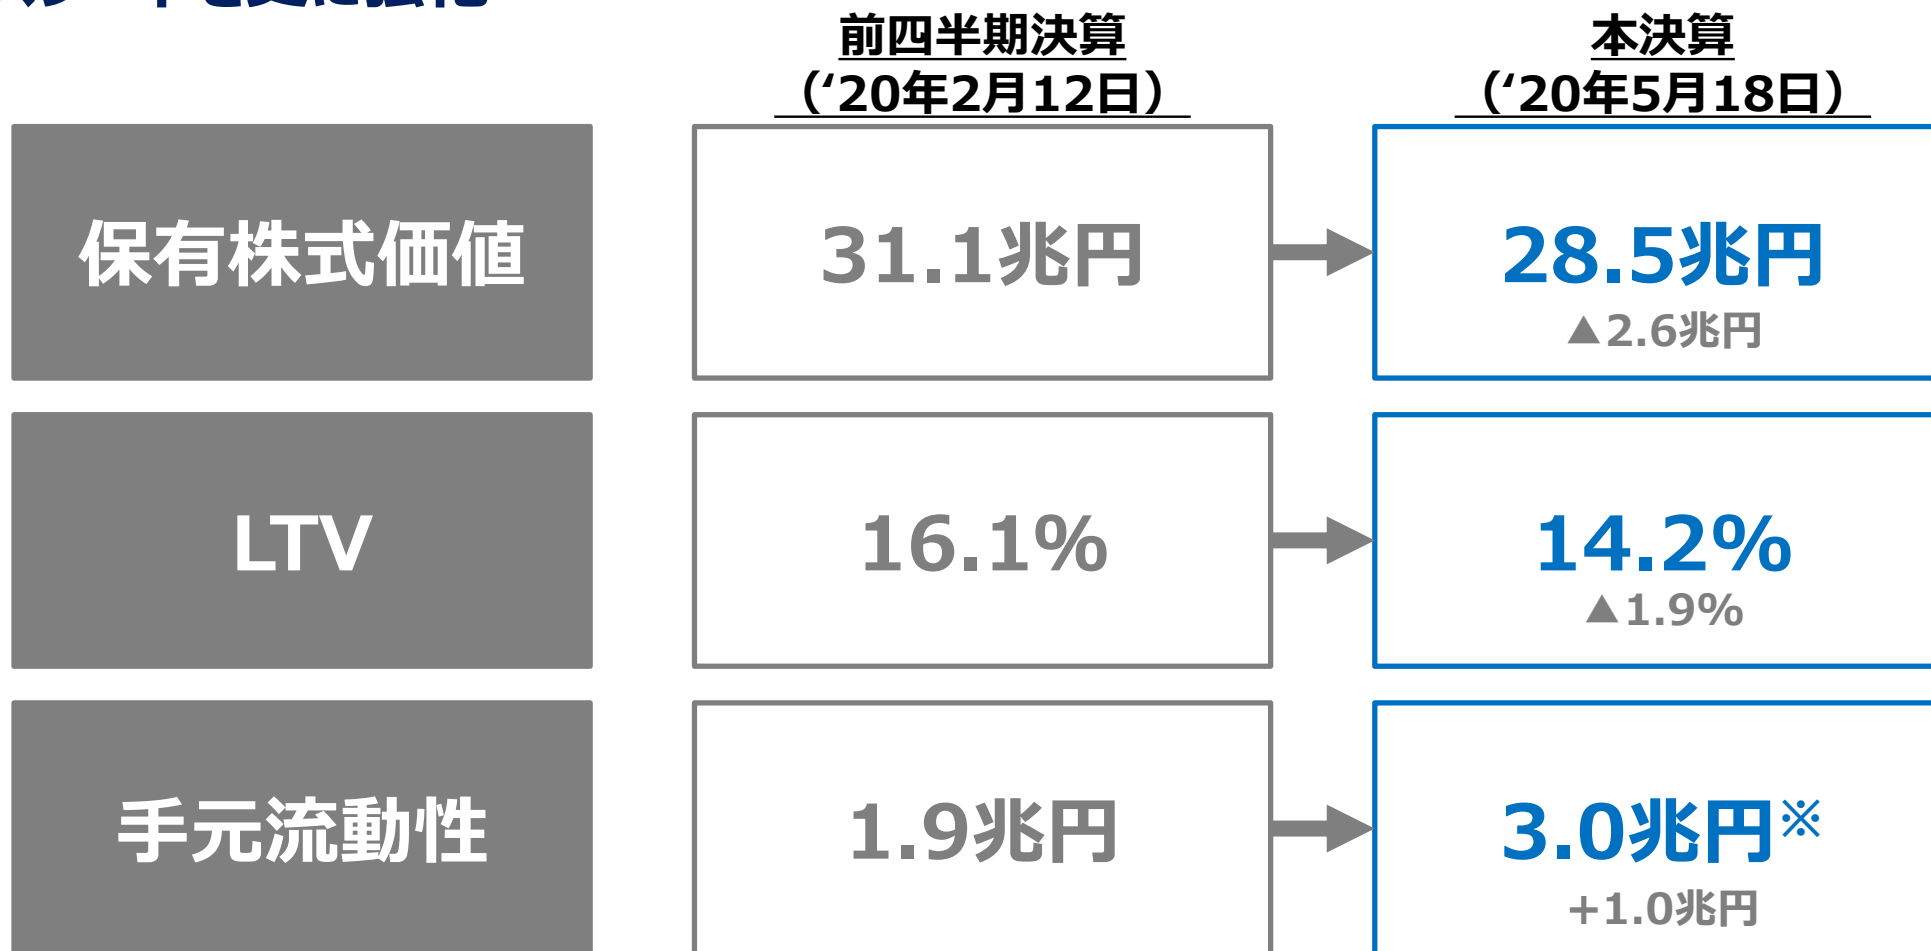 前四半期決算
（‘20年2月12日）
本決算
（‘20年5月18日）
保有株式価値
31.1兆円
28.5兆円
▲2.6兆円
LTV
16.1%
14.2%
▲1.9%
手元流動性
1.9兆円
3.0兆円※
+1.0兆円